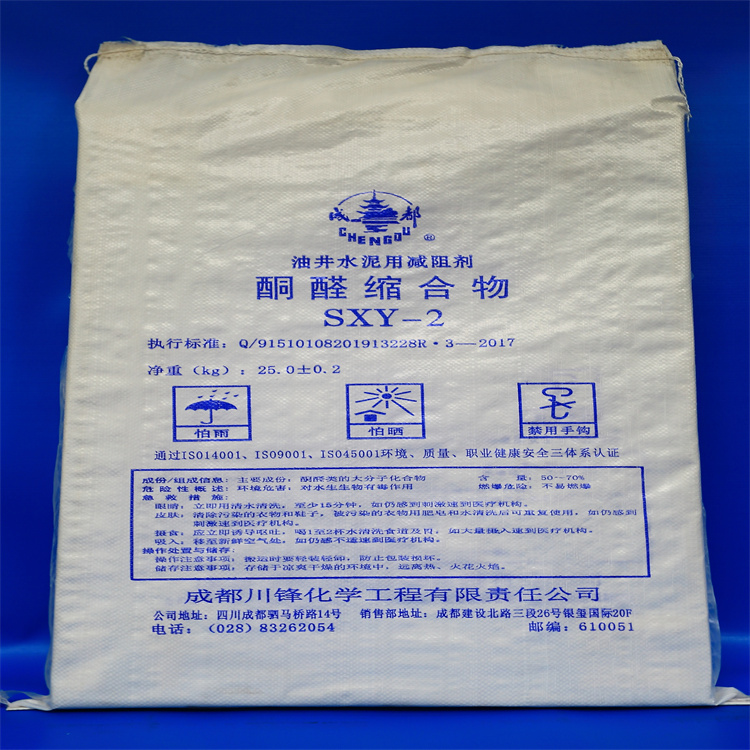 成都
CHENGDU ®
油井水泥用减阻剂
酮醛缩合物
SXY-2
执行标准：Q/91510108201913228R·3—2017
净重（kg）：25.0±0.2
怕雨 怕晒 禁用手钩
通过ISO14001、ISO9001、ISO45001环境、质量、职业健康安全三体系认证
成份/组成信息：主要成份：酮醛类的大分子化合物 含 量：50—70%
危险性概述：环境危害：对水生生物有毒作用 燃爆危险：不易燃爆
急救措施：
眼睛：立即用清水清洗，至少15分钟，如仍感到刺激速到医疗机构。
皮肤：清除污染的衣物和鞋子，被污染的衣物用肥皂和水清洗后可重复使用，如仍感到
刺激速到医疗机构。
摄食：应立即诱导呕吐，喝1至2杯水清洗食道及胃，如大量摄入速到医疗机构。
吸入：移至新鲜空气处，如仍感不适速到医疗机构。
操作处置与储存：
操作注意事项：搬运时要轻装轻卸，防止包装损坏。
储存注意事项：存储于凉爽干燥的环境中，远离热、火花火焰。
成都川锋化学工程有限责任公司
公司地址：四川成都驷马桥路14号 销售部地址：成都建设北路三段26号银玺国际20F
电话：（028）83262054 邮编：610051